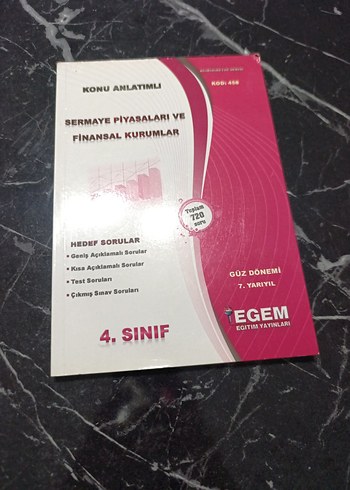 KONU ANLATIMLI
KOD: 458
SERMAYE PİYASALARI VE
FİNANSAL KURUMLAR
Toplam
720
soru
HEDEF SORULAR
• Geniş Açıklamalı Sorular
• Kısa Açıklamalı Sorular
• Test Soruları
• Çıkmış Sınav Soruları
GÜZ DÖNEMİ
7. YARIYIL
EGEM
EĞİTİM YAYINLARI
4. SINIF